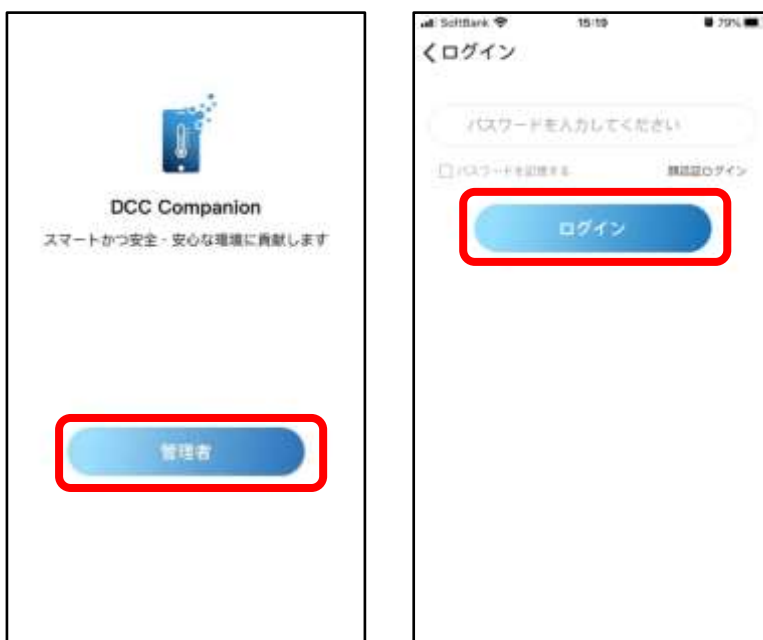 DCC Companion
スマートかつ安全・安心な環境に貢献します
管理者
SoftBank 15:19 79%
ログイン
パスワードを入力してください
パスワードを記憶する 顔認証ログイン
ログイン